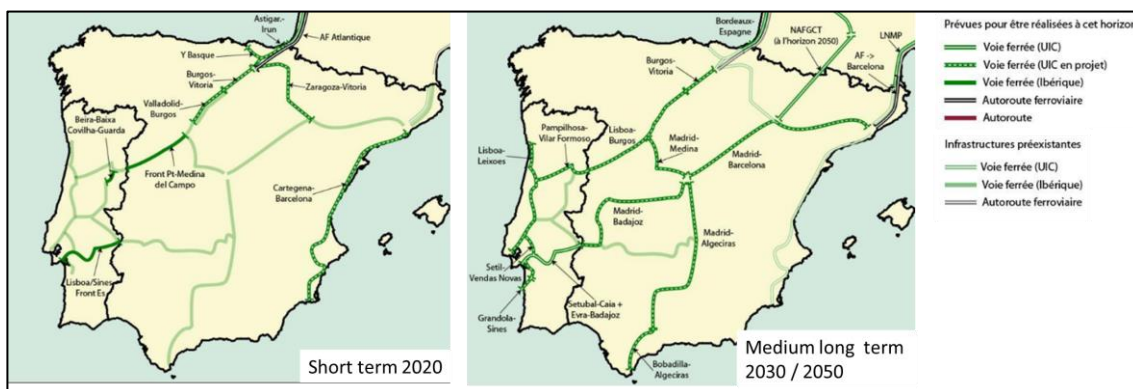 Astigar.-
Irun
AF Atlantique
Y Basque
Burgos-
Vitoria
Zaragoza-Vitoria
Valladolid-
Burgos
Beira-Baixa
Covilha-Guarda
Front Pt-Medina
del Campo
Cartegena-
Barcelona
Lisboa/Sines
Front Es
Short term 2020
Bordeaux-
Espagne
NAFGCT
(à l'horizon 2050)
LNMP
AF ->
Barcelona
Burgos-
Vitoria
Pampilhosa-
Vilar Formoso
Lisboa-
Burgos
Lisboa-
Leixoes
Madrid-
Medina
Madrid-
Barcelona
Madrid-
Badajoz
Madrid-
Algeciras
Setil-
Vendas Novas
Grandola-
Sines
Setubal-Caia +
Evra-Badajoz
Bobadilla-
Algeciras
Medium long term
2030 / 2050
Prévues pour être réalisées à cet horizon
Voie ferrée (UIC)
Voie ferrée (UIC en projet)
Voie ferrée (Ibérique)
Autoroute ferroviaire
Autoroute
Infrastructures préexistantes
Voie ferrée (UIC)
Voie ferrée (Ibérique)
Autoroute ferroviaire